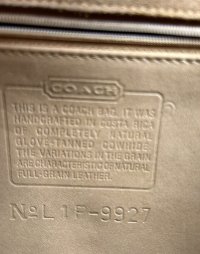 COACH
THIS IS A COACH BAG. IT WAS
HANDCRAFTED IN COSTA RICA
OF COMPLETELY NATURAL
GLOVE-TANNED COWHIDE.
THE VARIATIONS IN THE GRAIN
ARE CHARACTERISTIC OF NATURAL
FULL-GRAIN LEATHER.
No L1P-9927